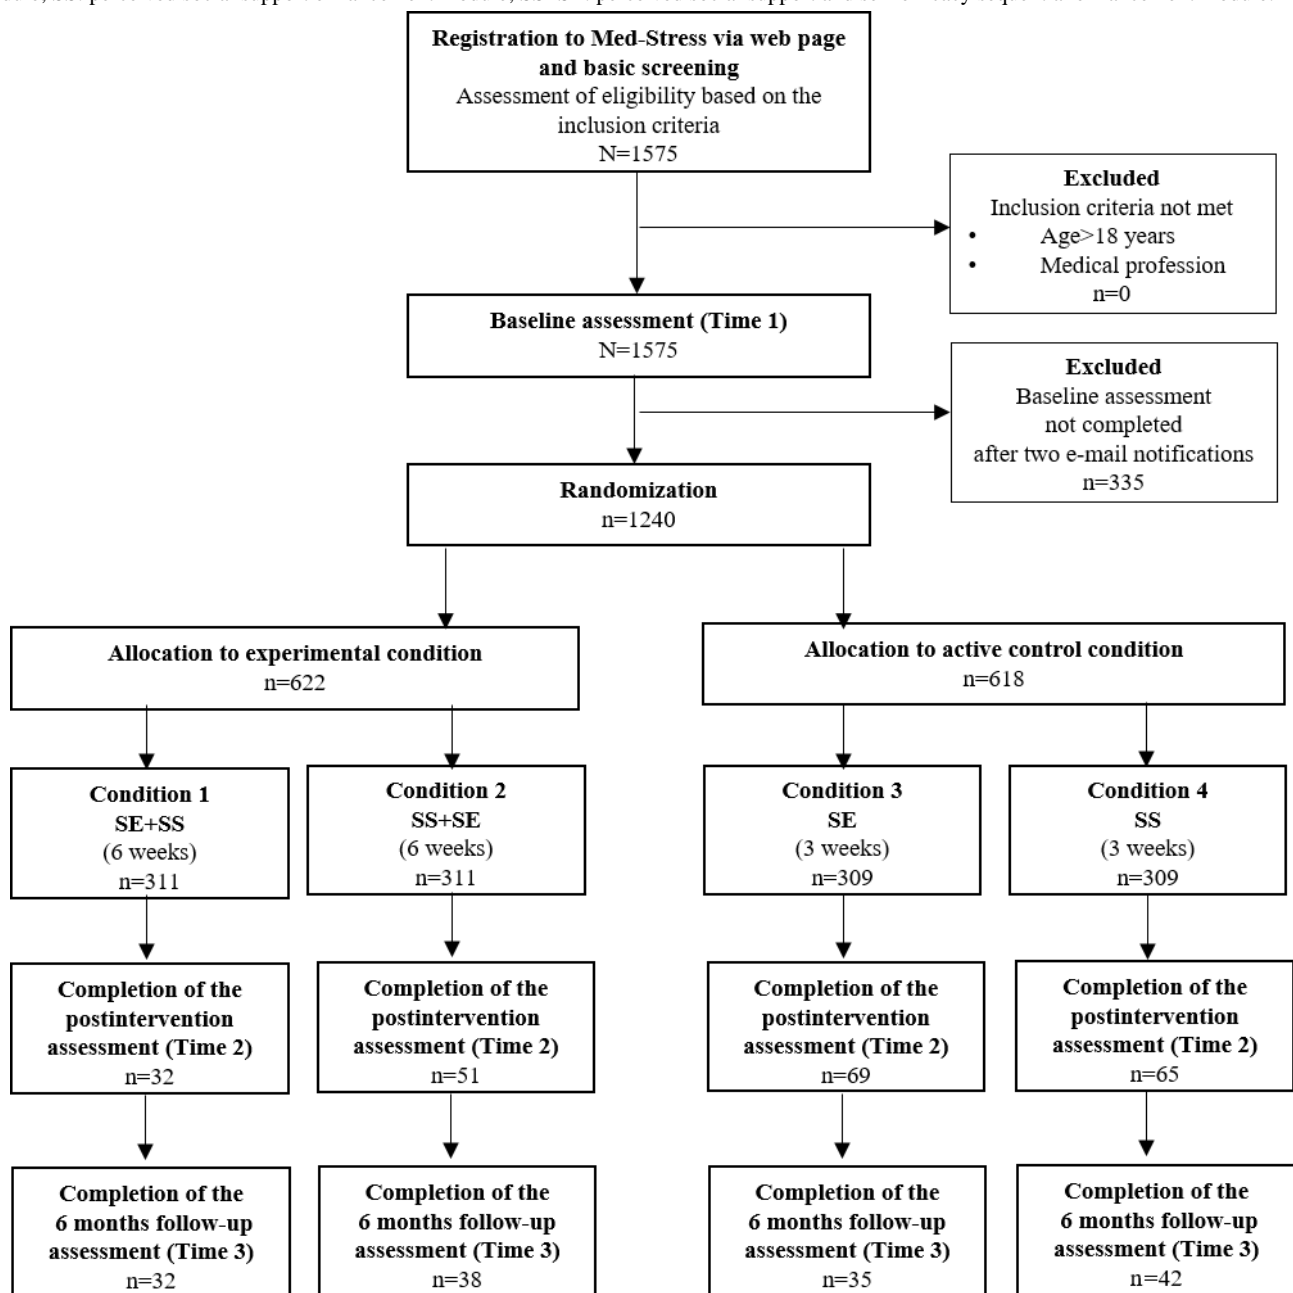 Registration to Med-Stress via web page
and basic screening
Assessment of eligibility based on the
inclusion criteria
N=1575
Excluded
Inclusion criteria not met
• Age>18 years
• Medical profession
n=0
Baseline assessment (Time 1)
N=1575
Excluded
Baseline assessment
not completed
after two e-mail notifications
n=335
Randomization
n=1240
Allocation to experimental condition
n=622
Allocation to active control condition
n=618
Condition 1
SE+SS
(6 weeks)
n=311
Condition 2
SS+SE
(6 weeks)
n=311
Condition 3
SE
(3 weeks)
n=309
Condition 4
SS
(3 weeks)
n=309
Completion of the
postintervention
assessment (Time 2)
n=32
Completion of the
postintervention
assessment (Time 2)
n=51
Completion of the
postintervention
assessment (Time 2)
n=69
Completion of the
postintervention
assessment (Time 2)
n=65
Completion of the
6 months follow-up
assessment (Time 3)
n=32
Completion of the
6 months follow-up
assessment (Time 3)
n=38
Completion of the
6 months follow-up
assessment (Time 3)
n=35
Completion of the
6 months follow-up
assessment (Time 3)
n=42